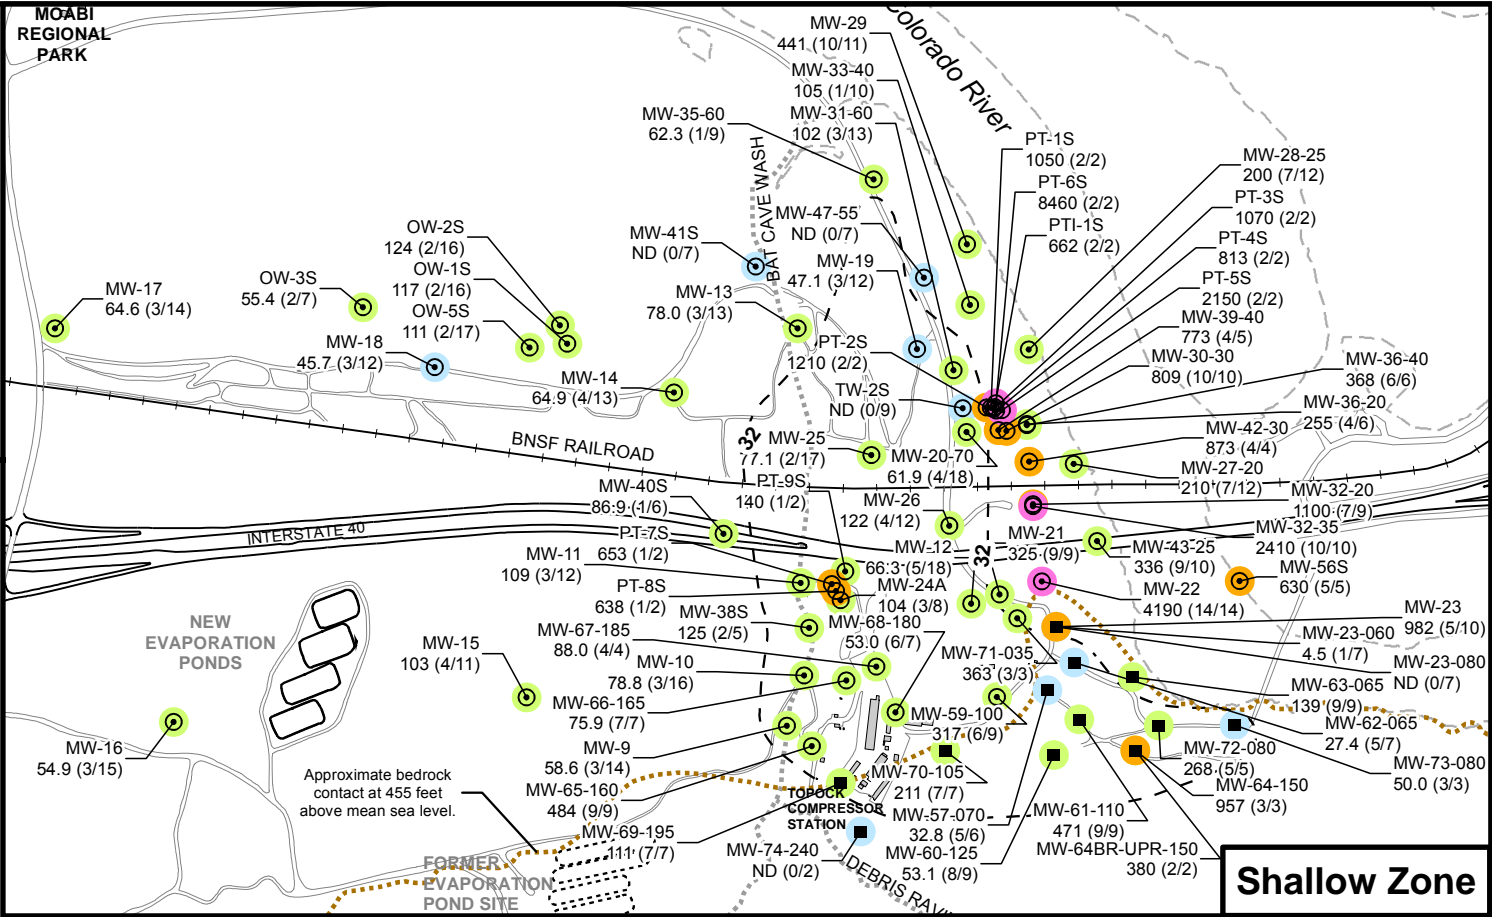 MOABI
REGIONAL
PARK
Colorado River
MW-29
441 (10/11)
MW-33-40
105 (1/10)
MW-31-60
102 (3/13)
MW-35-60
62.3 (1/9)
BAT CAVE WASH
PT-1S
1050 (2/2)
PT-6S
8460 (2/2)
PTI-1S
662 (2/2)
MW-28-25
200 (7/12)
PT-3S
1070 (2/2)
PT-4S
813 (2/2)
PT-5S
2150 (2/2)
MW-39-40
773 (4/5)
MW-30-30
809 (10/10)
MW-36-40
368 (6/6)
MW-36-20
255 (4/6)
MW-42-30
873 (4/4)
MW-27-20
210 (7/12)
MW-32-20
1100 (7/9)
MW-32-35
2410 (10/10)
MW-47-55
ND (0/7)
MW-41S
ND (0/7)
MW-19
47.1 (3/12)
MW-13
78.0 (3/13)
OW-2S
124 (2/16)
OW-1S
117 (2/16)
OW-5S
111 (2/17)
OW-3S
55.4 (2/7)
MW-17
64.6 (3/14)
MW-18
45.7 (3/12)
MW-14
64.9 (4/13)
PT-2S
1210 (2/2)
TW-2S
ND (0/9)
32
BNSF RAILROAD
MW-25
77.1 (2/17)
MW-20-70
61.9 (4/18)
PT-9S
140 (1/2)
MW-26
122 (4/12)
MW-40S
86.9 (1/6)
INTERSTATE 40
PT-7S
653 (1/2)
MW-11
109 (3/12)
PT-8S
638 (1/2)
MW-12
66.3 (5/18)
32
MW-21
325 (9/9)
MW-43-25
336 (9/10)
MW-56S
630 (5/5)
MW-22
4190 (14/14)
MW-24A
104 (3/8)
MW-38S
125 (2/5)
MW-68-180
53.0 (6/7)
MW-67-185
88.0 (4/4)
MW-10
78.8 (3/16)
MW-66-165
75.9 (7/7)
MW-9
58.6 (3/14)
MW-65-160
484 (9/9)
MW-69-195
111 (7/7)
MW-23
982 (5/10)
MW-23-060
4.5 (1/7)
MW-23-080
ND (0/7)
MW-63-065
139 (9/9)
MW-62-065
27.4 (5/7)
MW-73-080
50.0 (3/3)
MW-71-035
363 (3/3)
MW-59-100
317 (6/9)
MW-72-080
268 (5/5)
MW-64-150
957 (3/3)
MW-70-105
211 (7/7)
MW-57-070
32.8 (5/6)
MW-60-125
53.1 (8/9)
MW-61-110
471 (9/9)
MW-64BR-UPR-150
380 (2/2)
MW-74-240
ND (0/2)
NEW
EVAPORATION
PONDS
MW-15
103 (4/11)
MW-16
54.9 (3/15)
Approximate bedrock
contact at 455 feet
above mean sea level.
TOPOCK
COMPRESSOR
STATION
FORMER
EVAPORATION
POND SITE
DEBRIS
Shallow Zone